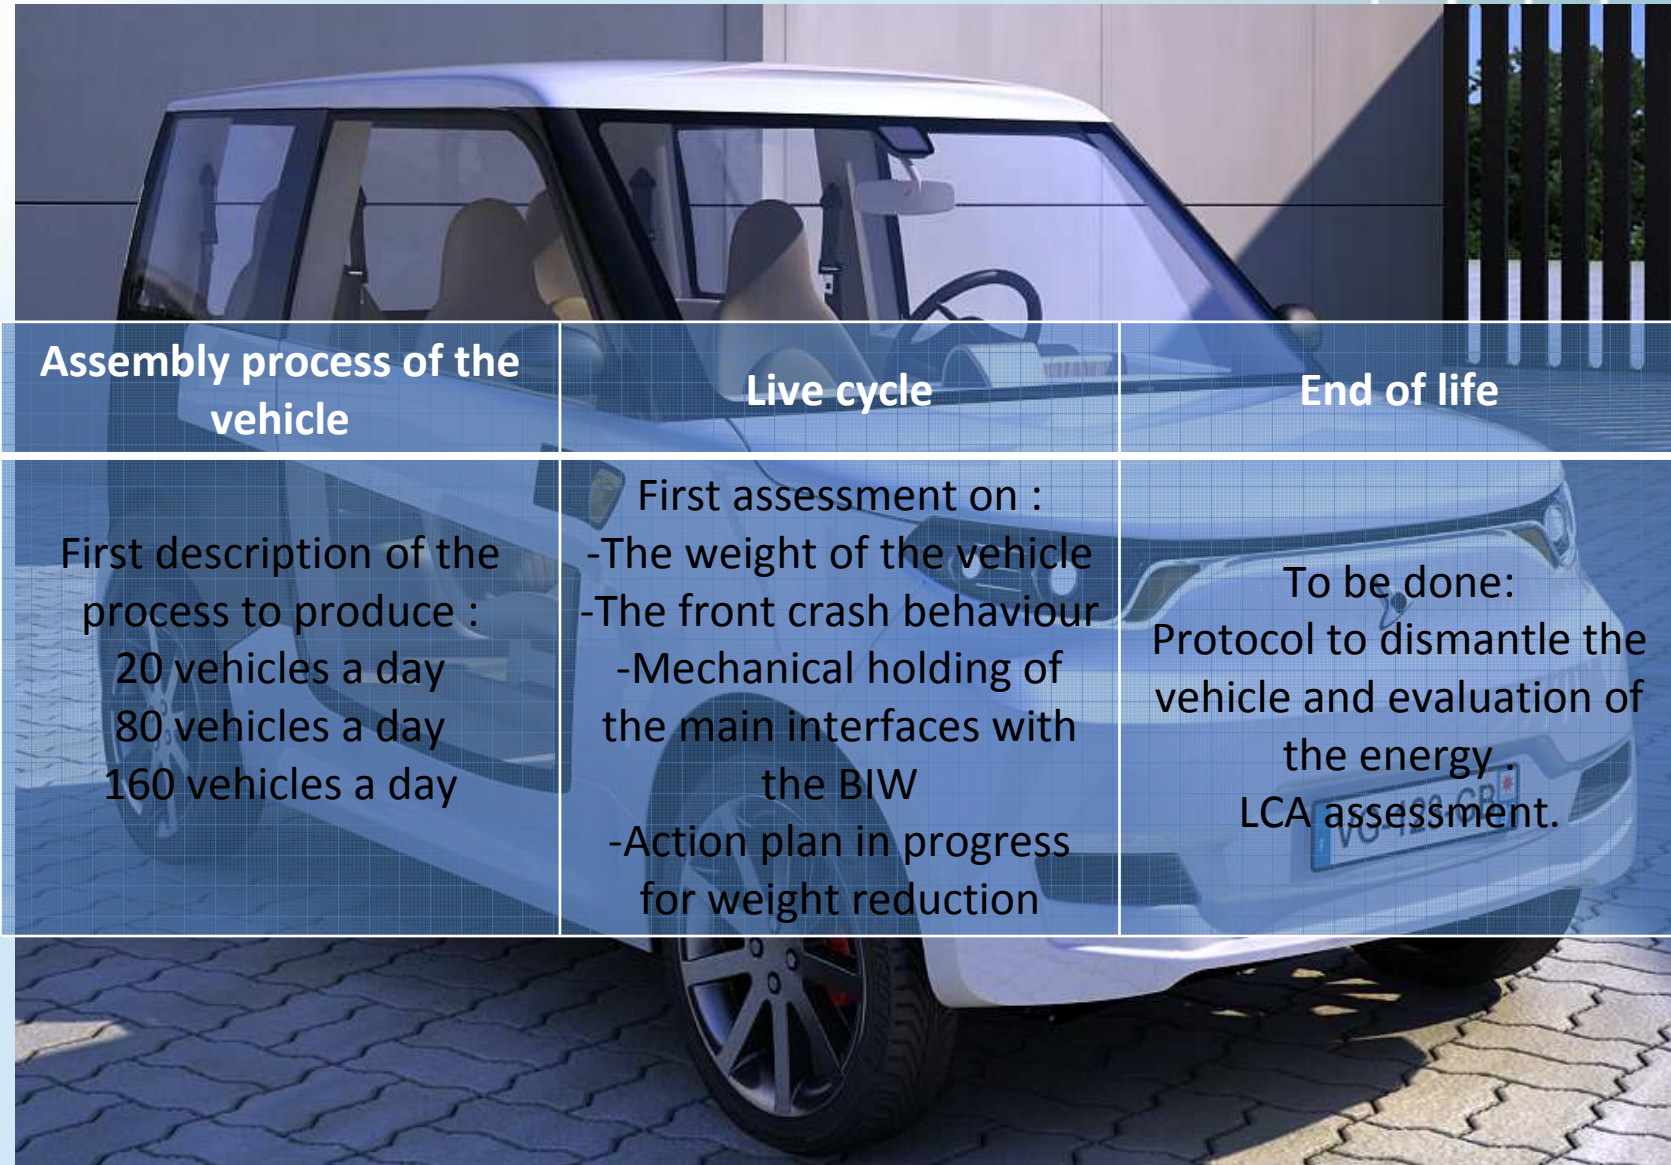 Assembly process of the
vehicle
Live cycle
End of life
First description of the
process to produce :
20 vehicles a day
80 vehicles a day
160 vehicles a day
First assessment on :
-The weight of the vehicle
-The front crash behaviour
-Mechanical holding of
the main interfaces with
the BIW
-Action plan in progress
for weight reduction
To be done:
Protocol to dismantle the
vehicle and evaluation of
the energy .
LCA assessment.